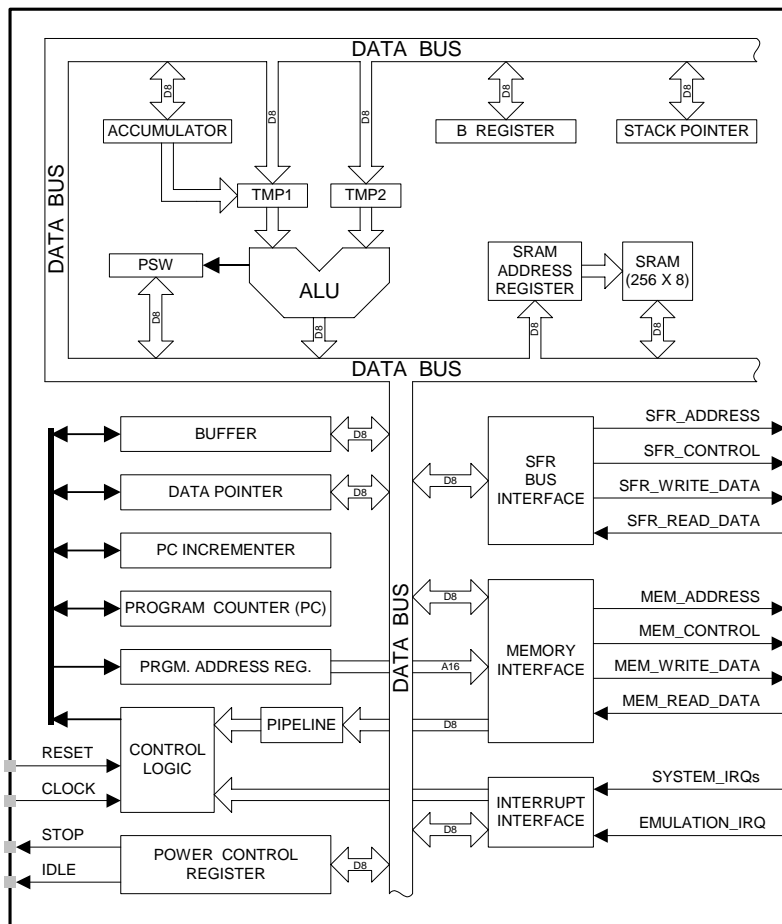 DATA BUS
D8
D8
D8
D8
D8
ACCUMULATOR
B REGISTER
STACK POINTER
DATA BUS
TMP1
TMP2
PSW
ALU
SRAM
ADDRESS
REGISTER
SRAM
(256 X 8)
D8
D8
D8
D8
DATA BUS
BUFFER
D8
DATA POINTER
D8
PC INCREMENTER
PROGRAM COUNTER (PC)
PRGM. ADDRESS REG.
A16
DATA BUS
D8
SFR
BUS
INTERFACE
SFR_ADDRESS
SFR_CONTROL
SFR_WRITE_DATA
SFR_READ_DATA
D8
MEMORY
INTERFACE
MEM_ADDRESS
MEM_CONTROL
MEM_WRITE_DATA
MEM_READ_DATA
RESET
CLOCK
CONTROL
LOGIC
PIPELINE
D8
INTERRUPT
INTERFACE
D8
SYSTEM_IRQs
EMULATION_IRQ
STOP
IDLE
POWER CONTROL
REGISTER
D8